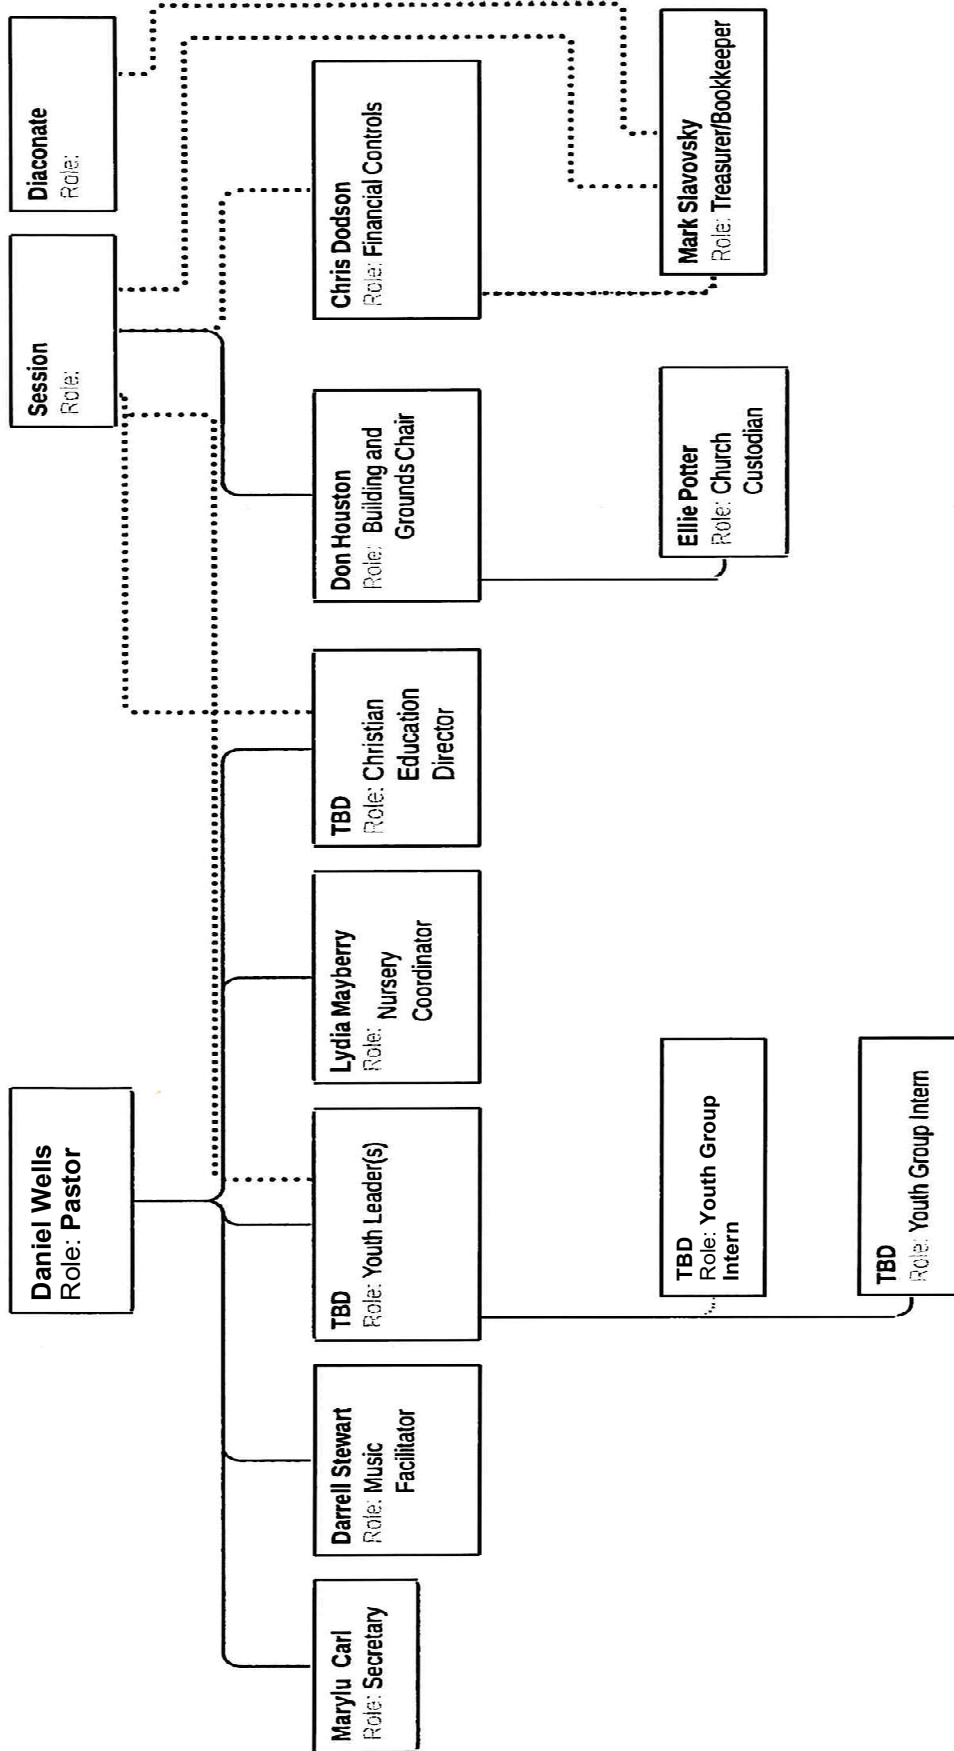 Daniel Wells
Role: Pastor
Session
Role:
Diaconate
Role:
Marylu Carl
Role: Secretary
Darrell Stewart
Role: Music
Facilitator
TBD
Role: Youth Leader(s)
Lydia Mayberry
Role: Nursery
Coordinator
TBD
Role: Christian
Education
Director
Don Houston
Role: Building and
Grounds Chair
Chris Dodson
Role: Financial Controls
TBD
Role: Youth Group
Intern
Ellie Potter
Role: Church
Custodian
Mark Slavovsky
Role: Treasurer/Bookkeeper
TBD
Role: Youth Group Intern